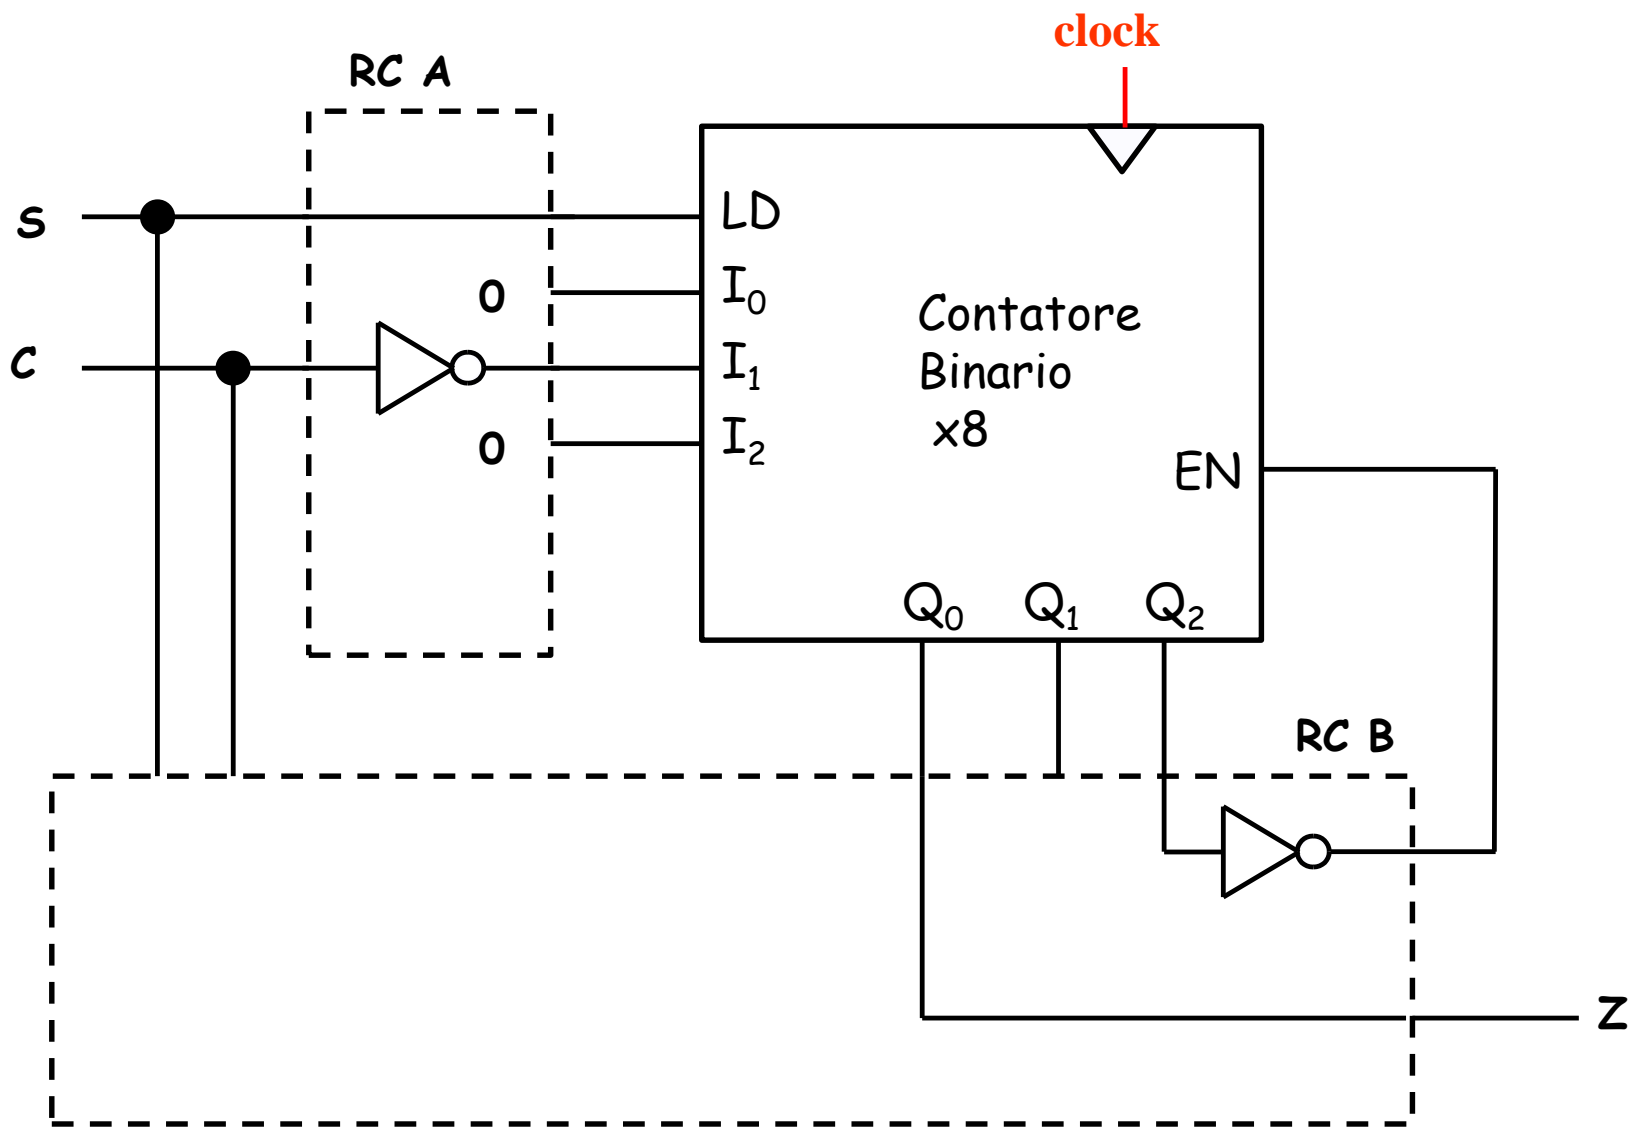 clock
RC A
S
LD
0
I0
C
I1
0
I2
Contatore
Binario
x8
EN
Q0 Q1 Q2
RC B
Z